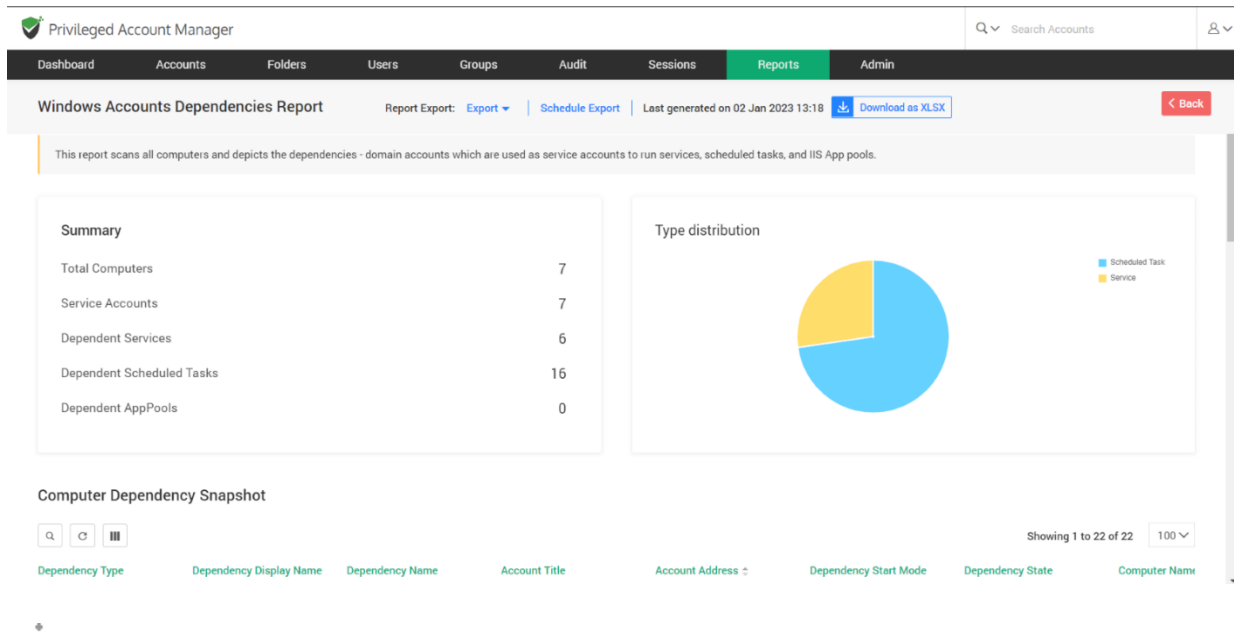 Privileged Account Manager
Search Accounts
Dashboard Accounts Folders Users Groups Audit Sessions Reports Admin
Windows Accounts Dependencies Report Report Export: Export Schedule Export Last generated on 02 Jan 2023 13:18 Download as XLSX Back
This report scans all computers and depicts the dependencies - domain accounts which are used as service accounts to run services, scheduled tasks, and IIS App pools.
Summary
Total Computers 7
Service Accounts 7
Dependent Services 6
Dependent Scheduled Tasks 16
Dependent AppPools 0
Type distribution
Scheduled Task
Service
Computer Dependency Snapshot
Showing 1 to 22 of 22 100
Dependency Type Dependency Display Name Dependency Name Account Title Account Address Dependency Start Mode Dependency State Computer Name